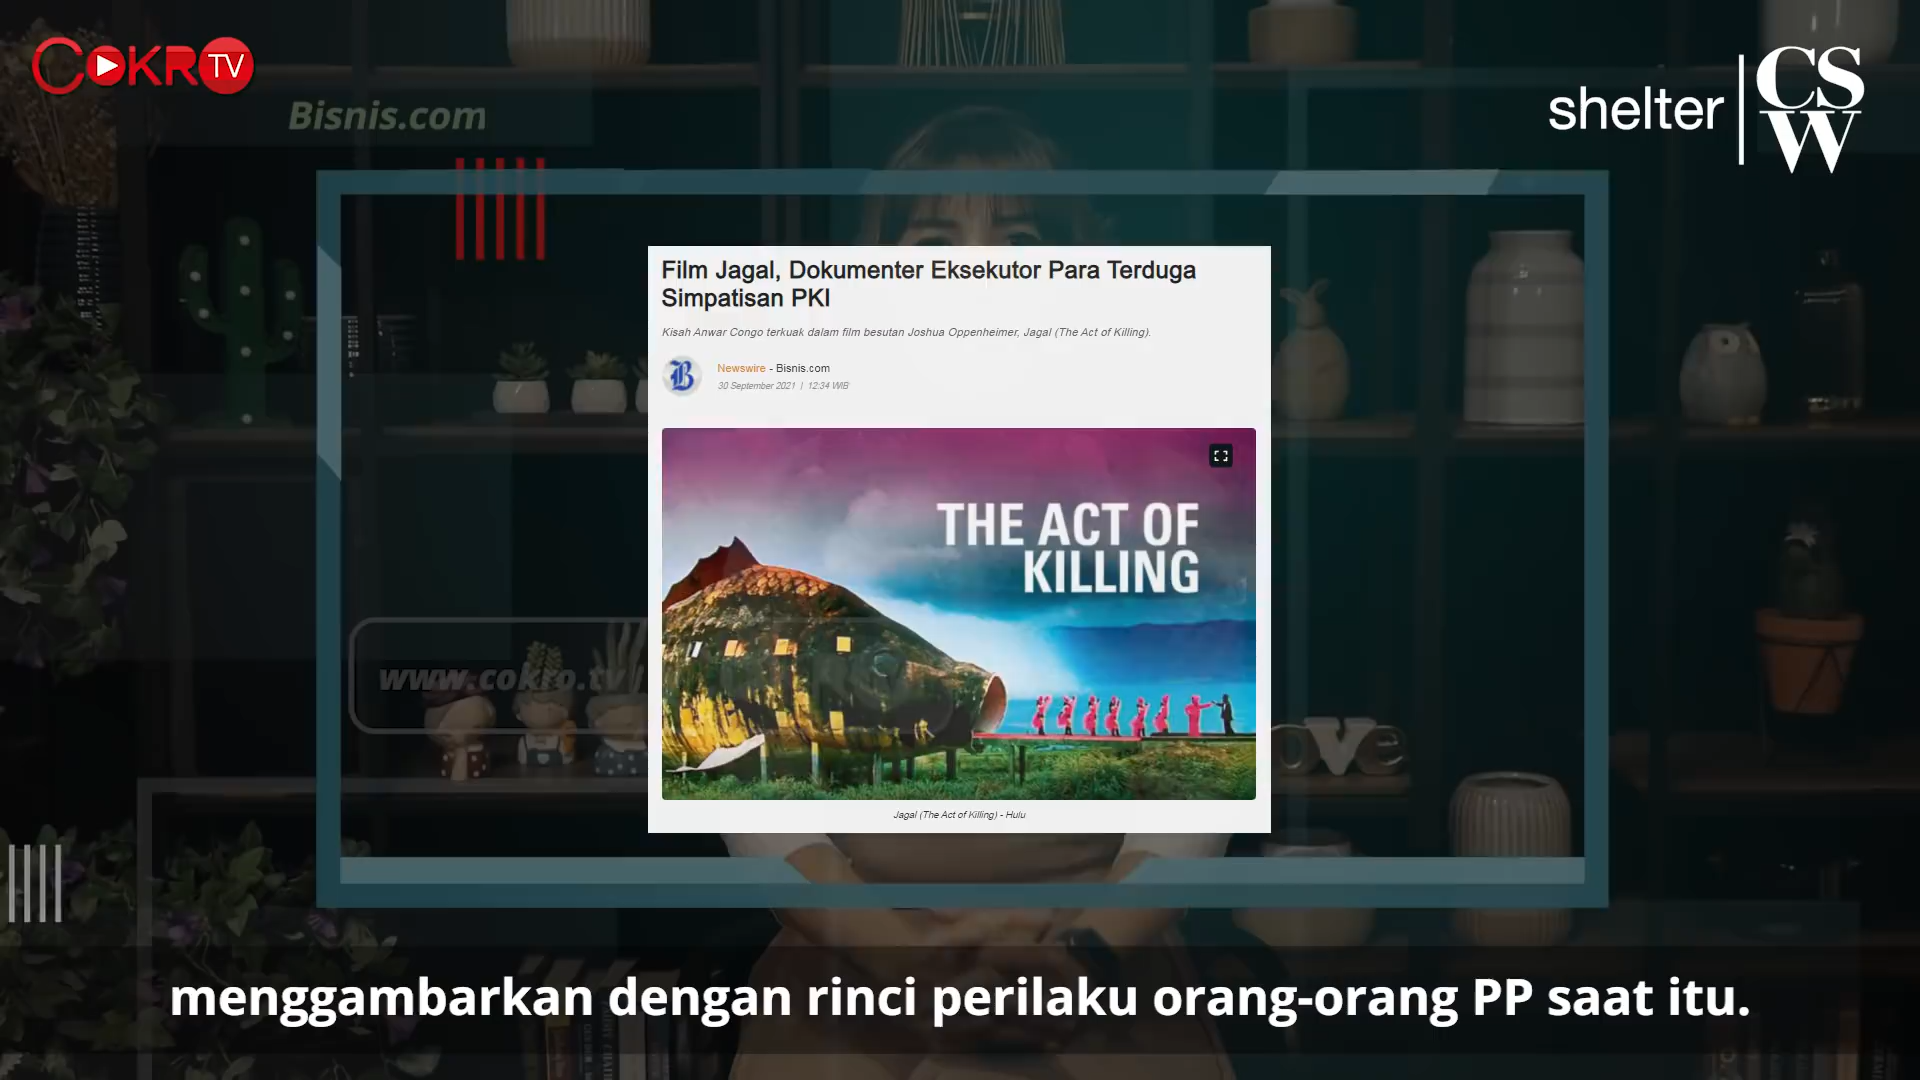 COKRO TV
Bisnis.com
shelter
CSW
Film Jagal, Dokumenter Eksekutor Para Terduga
Simpatisan PKI
Kisah Anwar Congo terkuak dalam film besutan Joshua Oppenheimer, Jagal (The Act of Killing).
Newswire - Bisnis.com
30 September 2021 | 12:34 WIB
THE ACT OF
KILLING
www.cokro.tv
ove
Jagal (The Act of Killing) - Hulu
menggambarkan dengan rinci perilaku orang-orang PP saat itu.